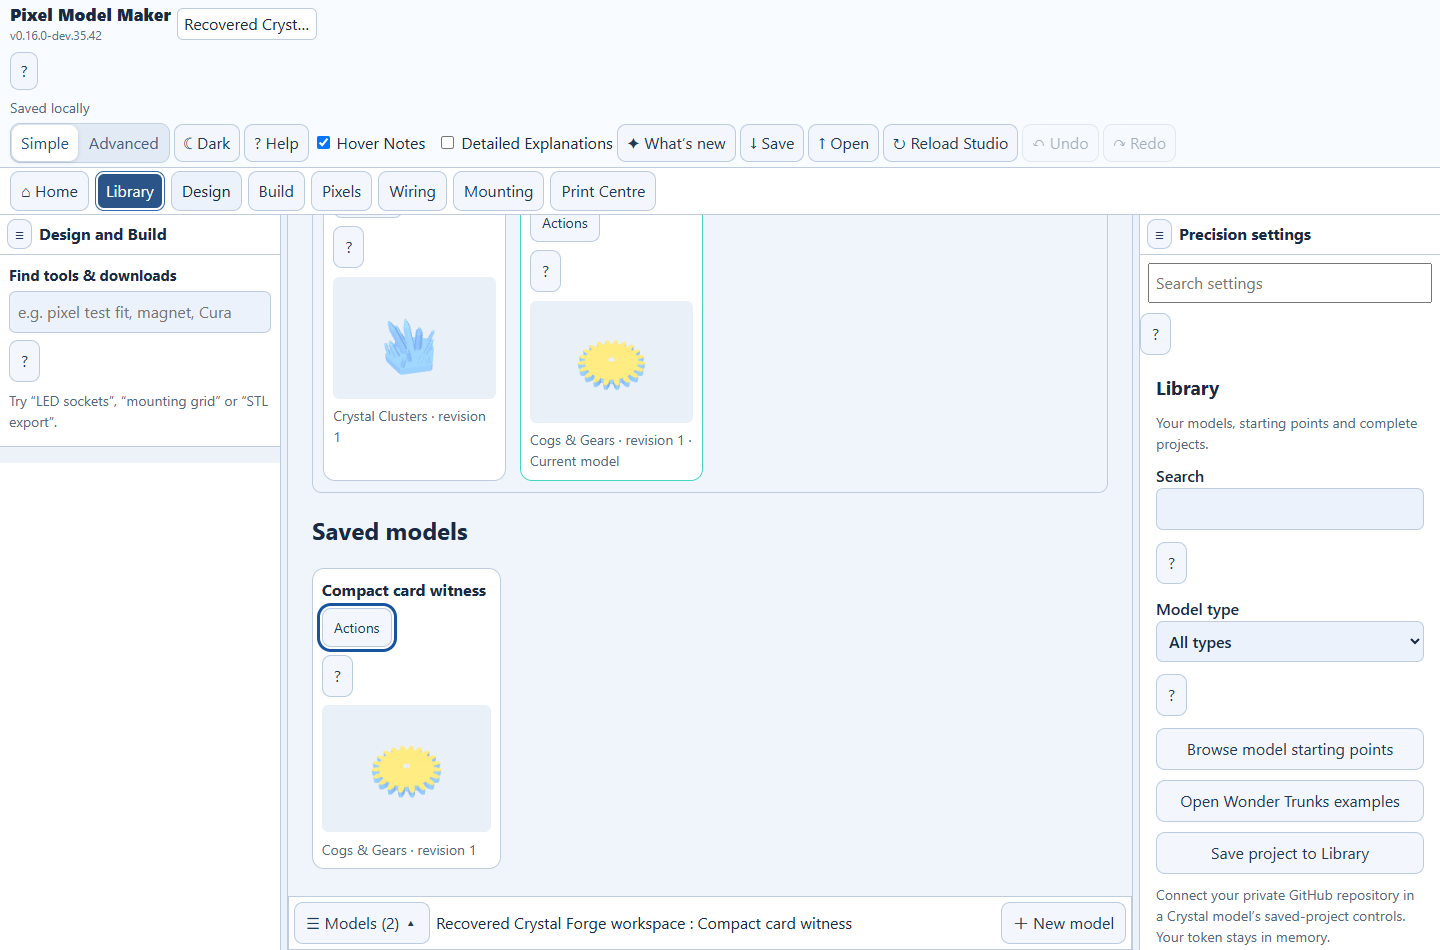 Pixel Model Maker
v0.16.0-dev.35.42
Recovered Cryst...
?
Saved locally
Simple
Advanced
☾ Dark
? Help
Hover Notes
Detailed Explanations
✦ What's new
↓ Save
↑ Open
↻ Reload Studio
↶ Undo
↷ Redo
⌂ Home
Library
Design
Build
Pixels
Wiring
Mounting
Print Centre
☰ Design and Build
Find tools & downloads
e.g. pixel test fit, magnet, Cura
?
Try “LED sockets”, “mounting grid” or “STL
export”.
?
Crystal Clusters · revision
1
Actions
?
Cogs & Gears · revision 1 ·
Current model
Saved models
Compact card witness
Actions
?
Cogs & Gears · revision 1
☰ Models (2) ▲
Recovered Crystal Forge workspace : Compact card witness
+ New model
☰ Precision settings
Search settings
?
Library
Your models, starting points and complete
projects.
Search
?
Model type
All types
?
Browse model starting points
Open Wonder Trunks examples
Save project to Library
Connect your private GitHub repository in
a Crystal model’s saved-project controls.
Your token stays in memory.